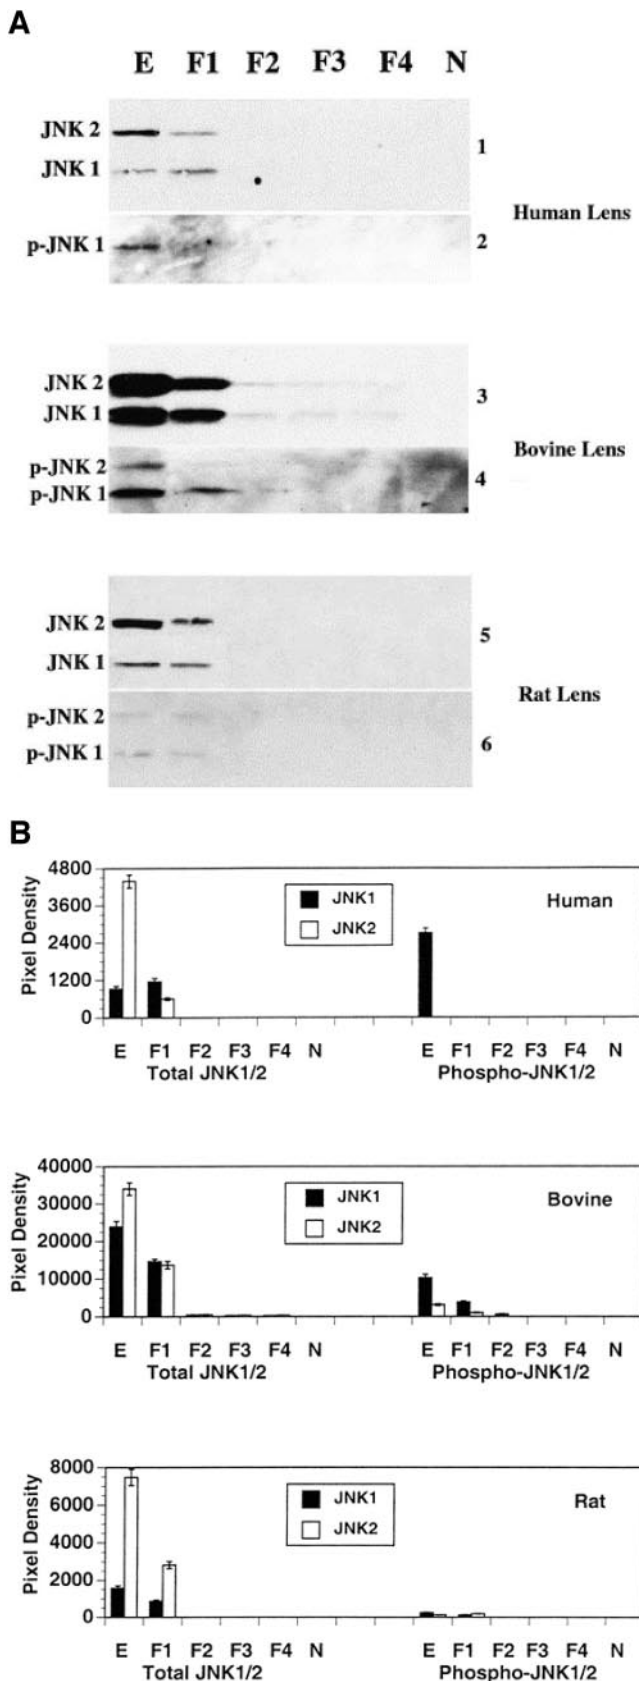 A
E F1 F2 F3 F4 N
JNK 2
JNK 1
1
p-JNK 1
2
Human Lens
JNK 2
JNK 1
3
p-JNK 2
p-JNK 1
4
Bovine Lens
JNK 2
JNK 1
5
p-JNK 2
p-JNK 1
6
Rat Lens
B
Pixel Density
4800
3600
2400
1200
0
JNK1
JNK2
Human
E F1 F2 F3 F4 N E F1 F2 F3 F4 N
Total JNK1/2 Phospho-JNK1/2
Pixel Density
40000
30000
20000
10000
0
JNK1
JNK2
Bovine
E F1 F2 F3 F4 N E F1 F2 F3 F4 N
Total JNK1/2 Phospho-JNK1/2
Pixel Density
8000
6000
4000
2000
0
JNK1
JNK2
Rat
E F1 F2 F3 F4 N E F1 F2 F3 F4 N
Total JNK1/2 Phospho-JNK1/2